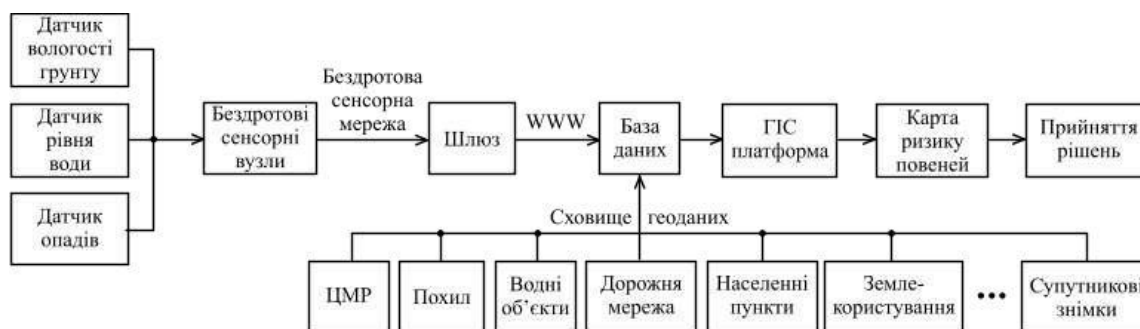 Датчик
вологості
грунту
Датчик
рівня
води
Датчик
опадів
Бездротові
сенсорні
вузли
Бездротова
сенсорна
мережа
Шлюз
WWW
База
даних
ГІС
платформа
Карта
ризику
повеней
Прийняття
рішень
Сховище геоданих
ЦМР
Похил
Водні
об’єкти
Дорожня
мережа
Населенні
пункти
Земле-
користування
•••
Супутникові
знімки